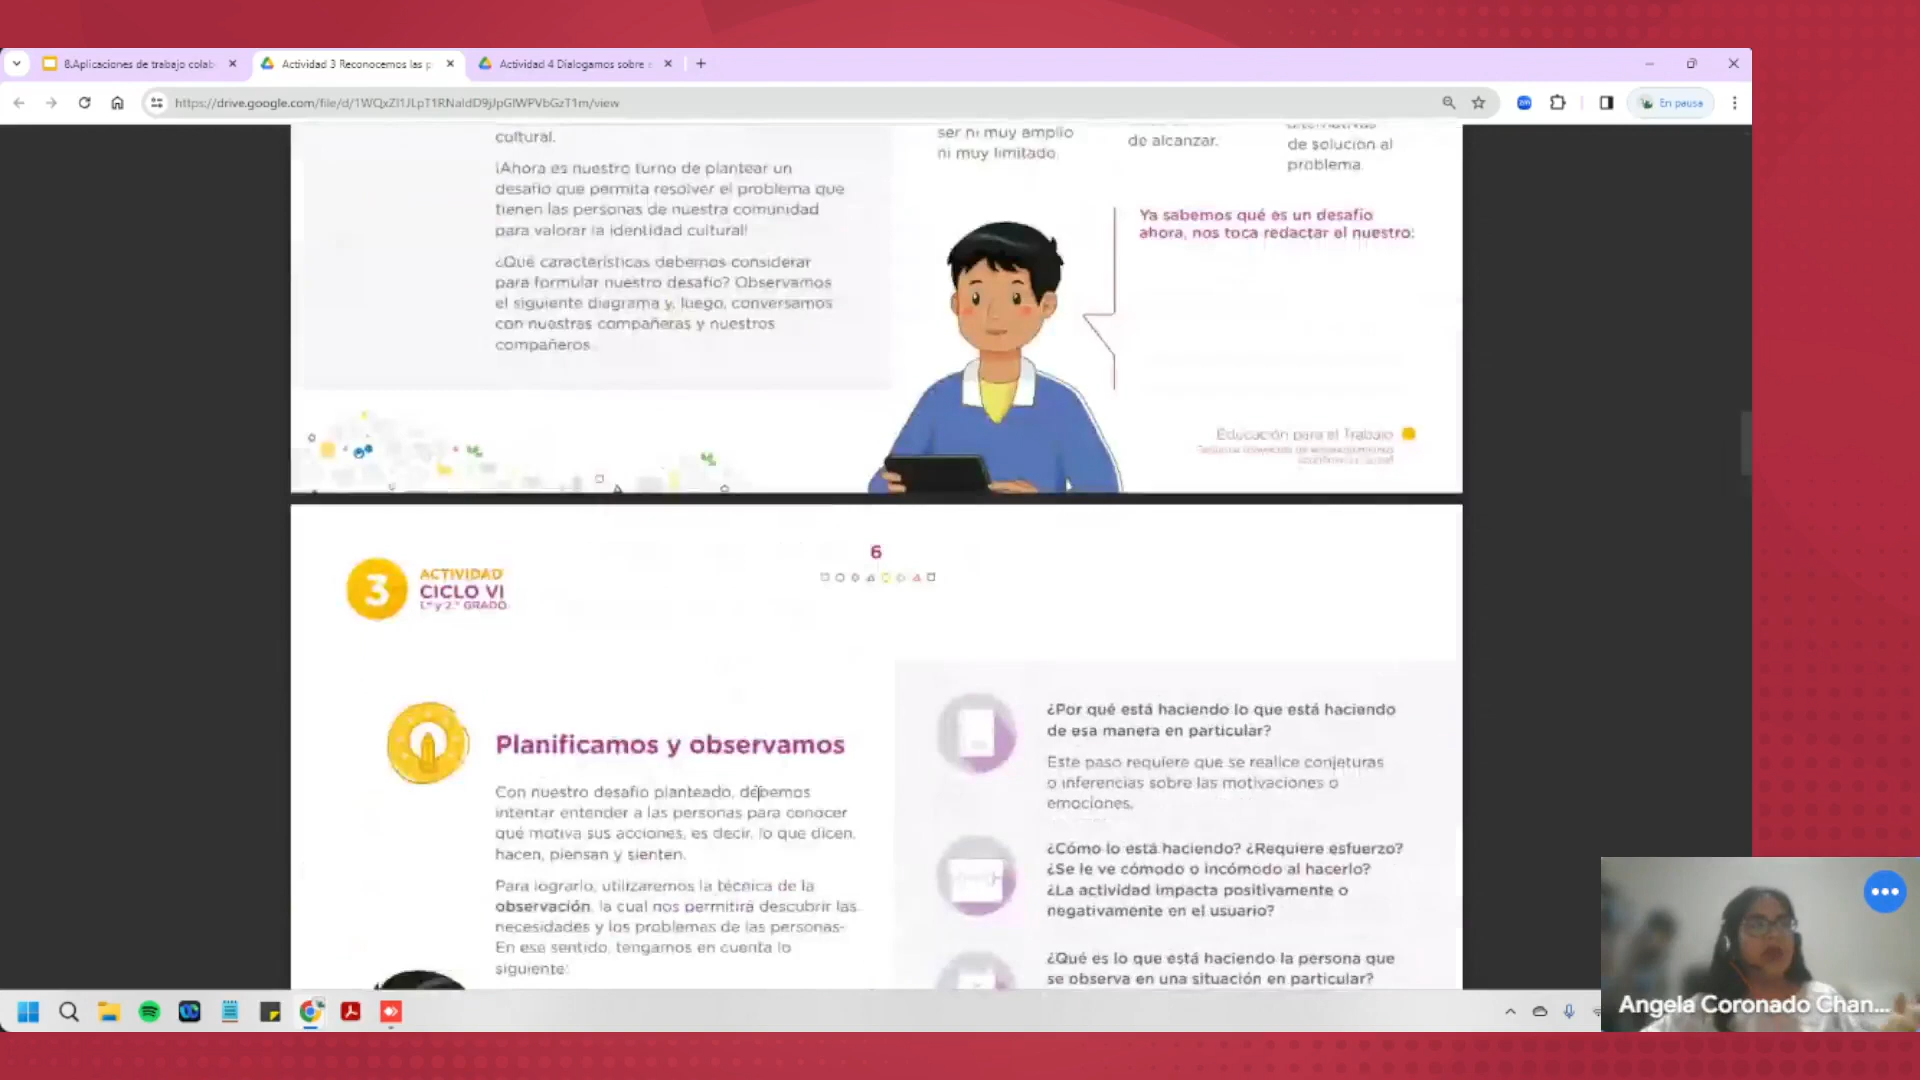 8.Aplicaciones de trabajo colab
Actividad 3 Reconocemos las p
Actividad 4 Dialogamos sobre
https://drive.google.com/file/d/1WQxZI1JLpT1RNaldD9jJpGIWPVbGzT1m/view
En pausa
cultural.
¡Ahora es nuestro turno de plantear un
desafío que permita resolver el problema que
tienen las personas de nuestra comunidad
para valorar la identidad cultural!
¿Qué características debemos considerar
para formular nuestro desafío? Observamos
el siguiente diagrama y, luego, conversamos
con nuestras compañeras y nuestros
compañeros.
ser ni muy amplio
ni muy limitado.
de alcanzar.
alternativas
de solución al
problema.
Ya sabemos qué es un desafío
ahora, nos toca redactar el nuestro:
Educación para el Trabajo
3
ACTIVIDAD
CICLO VI
1.° y 2.° GRADO
6
Planificamos y observamos
Con nuestro desafío planteado, debemos
intentar entender a las personas para conocer
qué motiva sus acciones, es decir, lo que dicen,
hacen, piensan y sienten.
Para lograrlo, utilizaremos la técnica de la
observación, la cual nos permitirá descubrir las
necesidades y los problemas de las personas.
En ese sentido, tengamos en cuenta lo
siguiente:
¿Por qué está haciendo lo que está haciendo
de esa manera en particular?
Este paso requiere que se realice conjeturas
o inferencias sobre las motivaciones o
emociones.
¿Cómo lo está haciendo? ¿Requiere esfuerzo?
¿Se le ve cómodo o incómodo al hacerlo?
¿La actividad impacta positivamente o
negativamente en el usuario?
¿Qué es lo que está haciendo la persona que
se observa en una situación en particular?
Angela Coronado Chan...